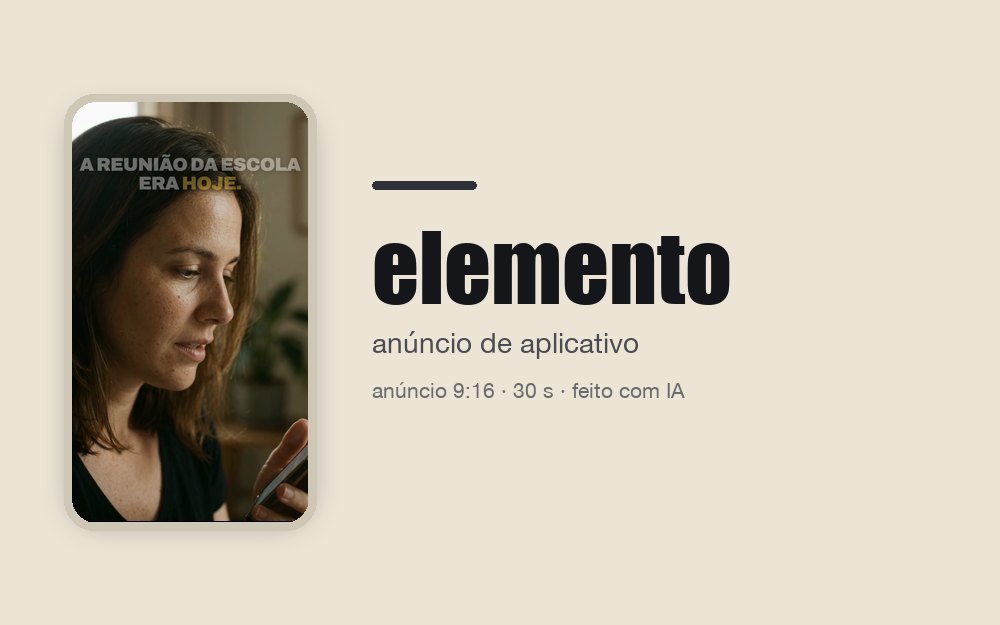 A REUNIÃO DA ESCOLA
ERA HOJE.
elemento
anúncio de aplicativo
anúncio 9:16 · 30 s · feito com IA